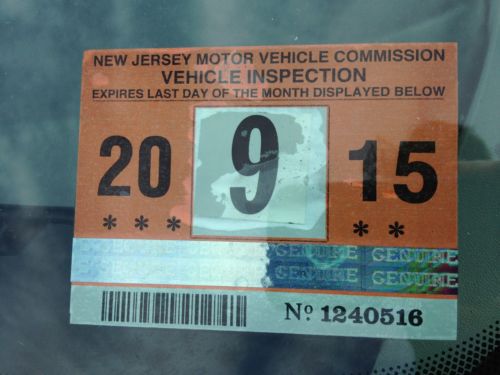 NEW JERSEY MOTOR VEHICLE COMMISSION
VEHICLE INSPECTION
EXPIRES LAST DAY OF THE MONTH DISPLAYED BELOW
20 9 15
* * * * *
GENUINE GENUINE
GENUINE GENUINE
Nº 1240516